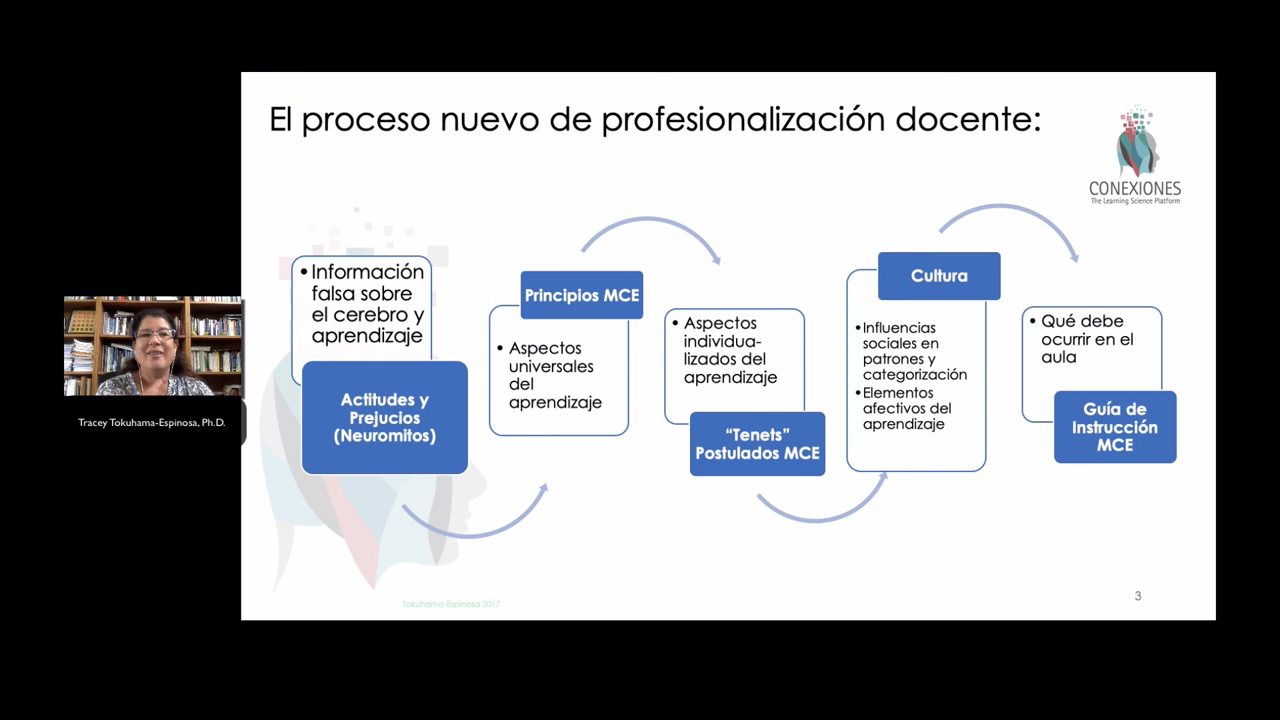 El proceso nuevo de profesionalización docente:
CONEXIONES
The Learning Science Platform
• Información
falsa sobre
el cerebro y
aprendizaje
Actitudes y
Prejucios
(Neuromitos)
Principios MCE
• Aspectos
universales
del
aprendizaje
• Aspectos
individua-
lizados del
aprendizaje
“Tenets”
Postulados MCE
Cultura
• Influencias
sociales en
patrones y
categorización
• Elementos
afectivos del
aprendizaje
• Qué debe
ocurrir en el
aula
Guía de
Instrucción
MCE
Tracey Tokuhama-Espinosa, Ph.D.
Tokuhama-Espinosa 2017
3